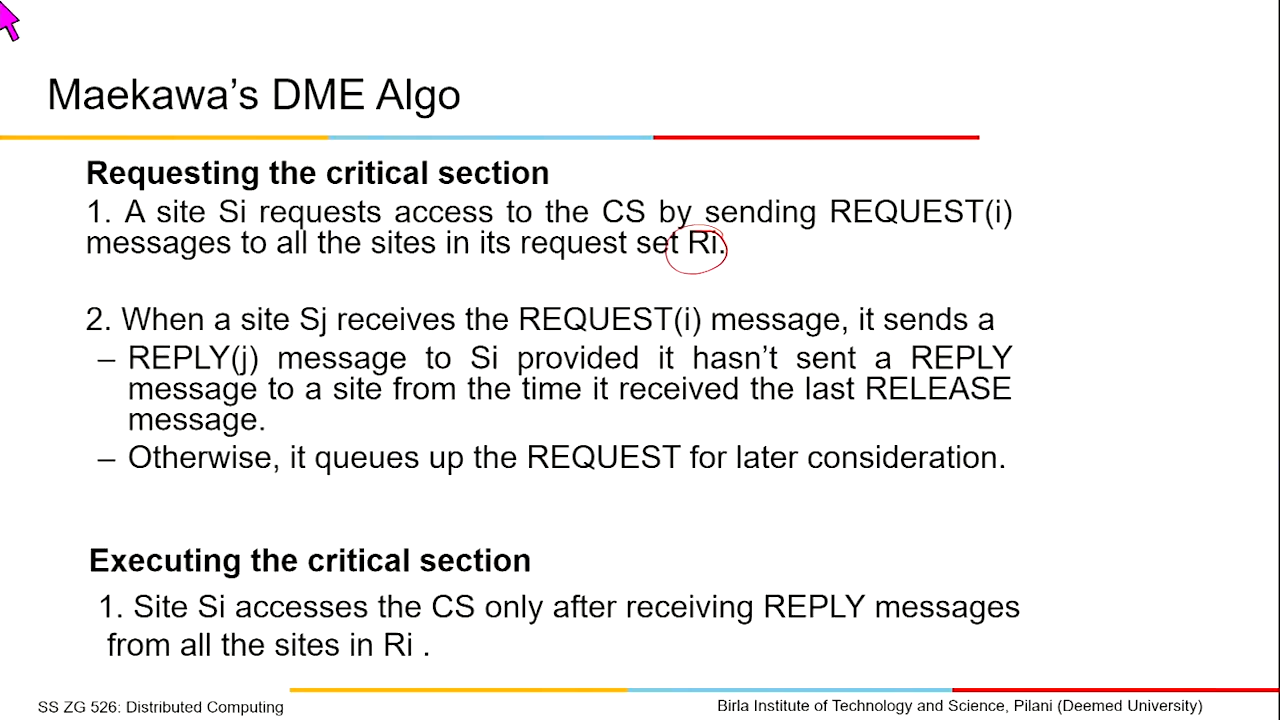 Maekawa’s DME Algo
Requesting the critical section
1. A site Si requests access to the CS by sending REQUEST(i)
messages to all the sites in its request set Ri.
2. When a site Sj receives the REQUEST(i) message, it sends a
– REPLY(j) message to Si provided it hasn’t sent a REPLY
message to a site from the time it received the last RELEASE
message.
– Otherwise, it queues up the REQUEST for later consideration.
Executing the critical section
1. Site Si accesses the CS only after receiving REPLY messages
from all the sites in Ri .
SS ZG 526: Distributed Computing
Birla Institute of Technology and Science, Pilani (Deemed University)